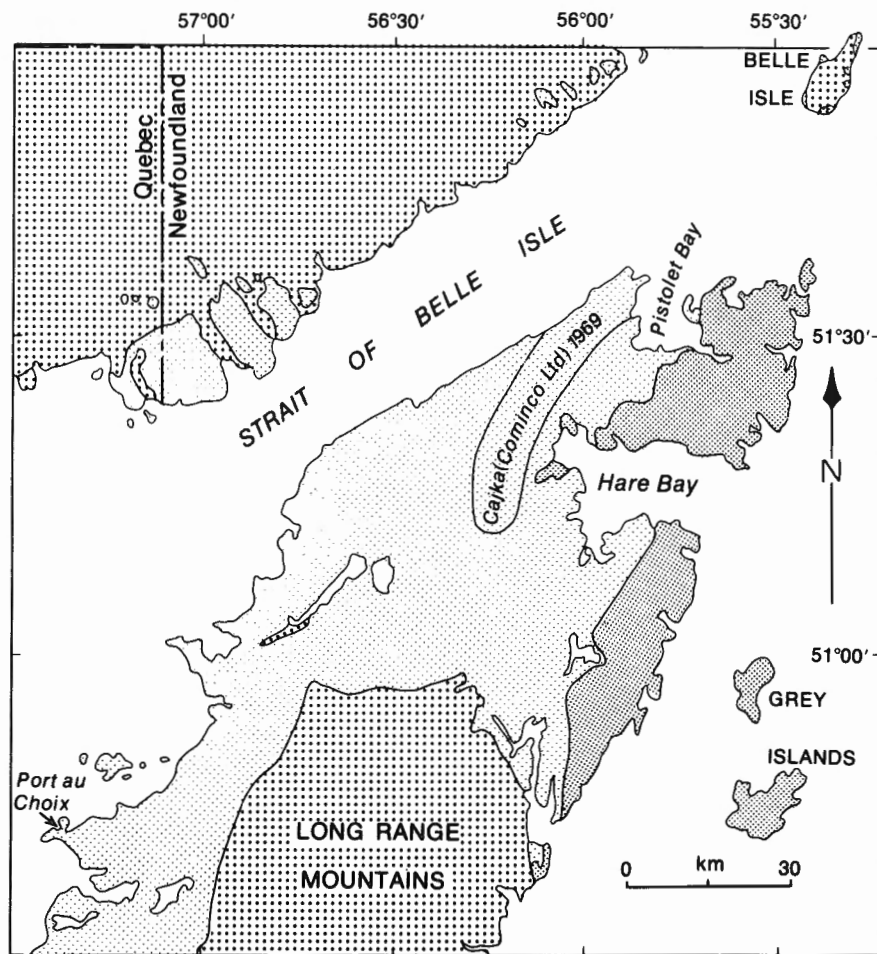 57°00′
56°30′
56°00′
55°30′
BELLE
ISLE
Quebec
Newfoundland
STRAIT OF BELLE ISLE
Pistolet Bay
51°30′
Cajka(Cominco Ltd) 1969
Hare Bay
N
51°00′
GREY
ISLANDS
Port au
Choix
LONG RANGE
MOUNTAINS
0 km 30